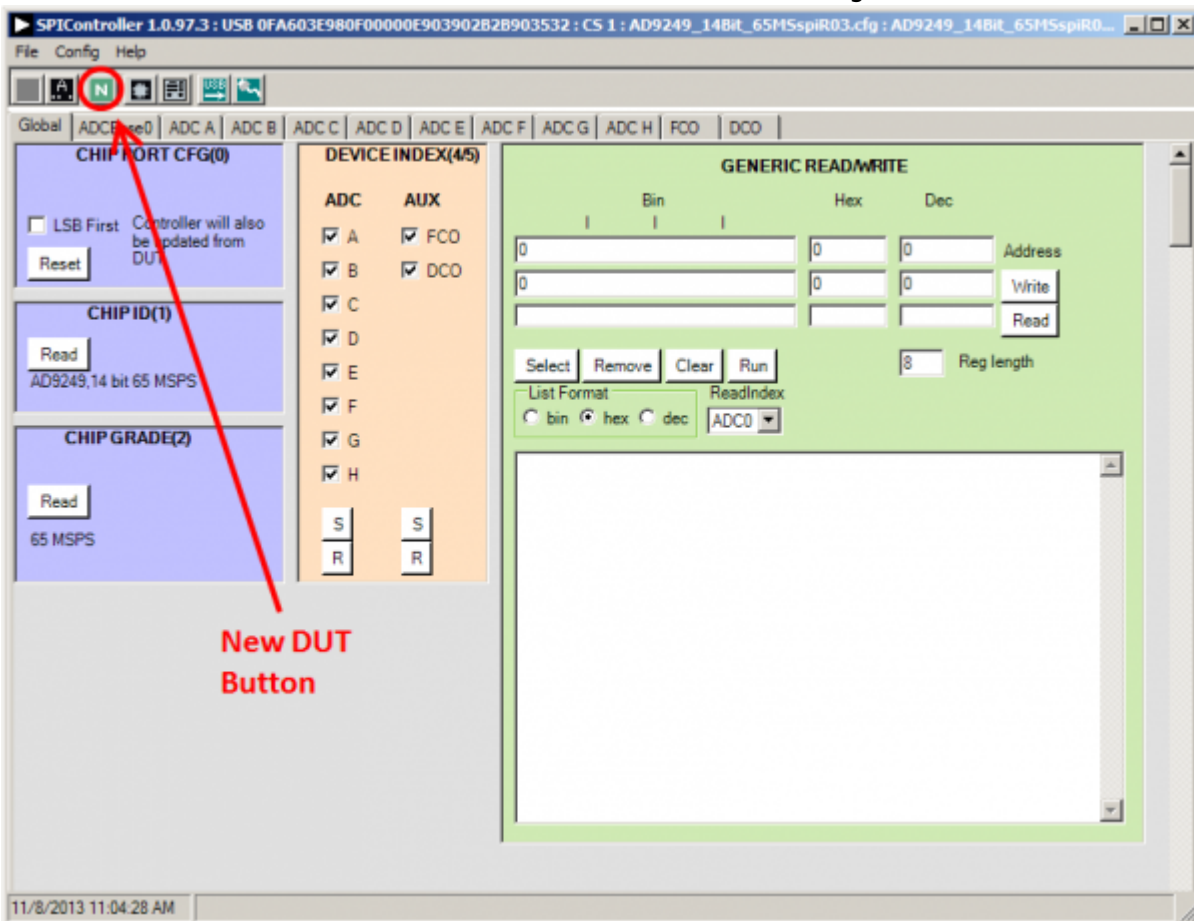 SPIController 1.0.97.3 : USB 0FA603E980F00000E903902B2B903532 : CS 1 : AD9249_14Bit_65MSspiR03.cfg : AD9249_14Bit_65MSspiR0...
File Config Help
A N USB
Global ADCBase0 ADC A ADC B ADC C ADC D ADC E ADC F ADC G ADC H FCO DCO
CHIP PORT CFG(0)
LSB First Controller will also
be updated from
DUT
Reset
CHIP ID(1)
Read
AD9249,14 bit 65 MSPS
CHIP GRADE(2)
Read
65 MSPS
DEVICE INDEX(4/5)
ADC AUX
A FCO
B DCO
C
D
E
F
G
H
S S
R R
GENERIC READ/WRITE
Bin Hex Dec
0 0 0 Address
0 0 0 Write
Read
Select Remove Clear Run 8 Reg length
List Format ReadIndex
bin hex dec ADC0
New DUT
Button
11/8/2013 11:04:28 AM